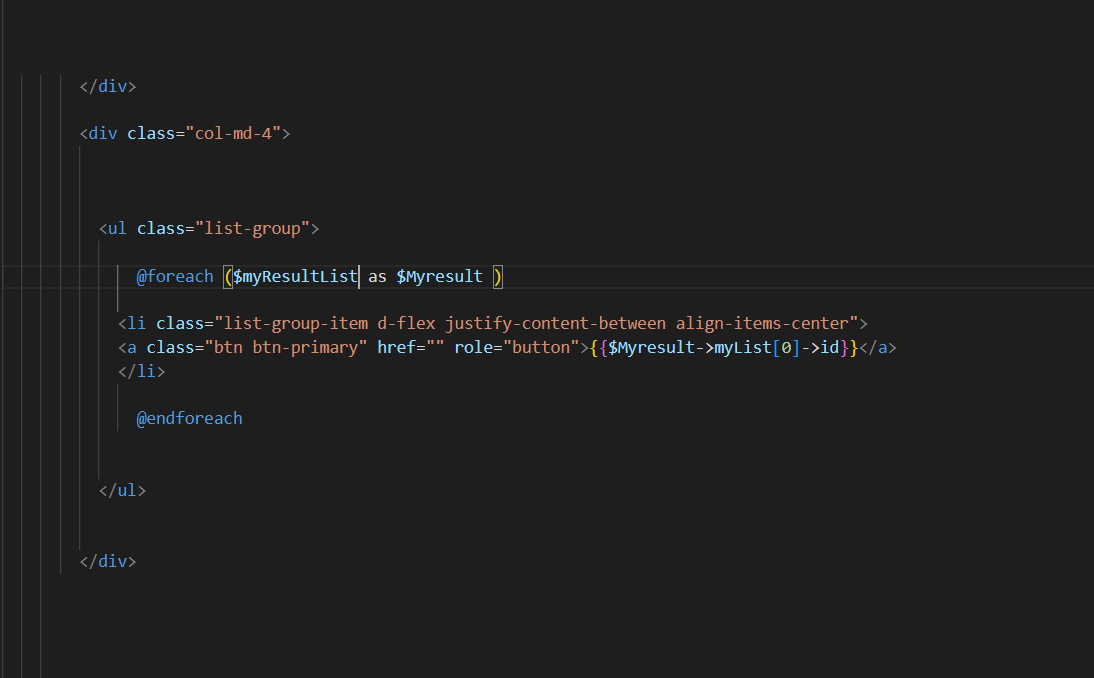 </div>
<div class="col-md-4">
<ul class="list-group">
@foreach ($myResultList as $Myresult )
<li class="list-group-item d-flex justify-content-between align-items-center">
<a class="btn btn-primary" href="" role="button">{{$Myresult->myList[0]->id}}</a>
</li>
@endforeach
</ul>
</div>